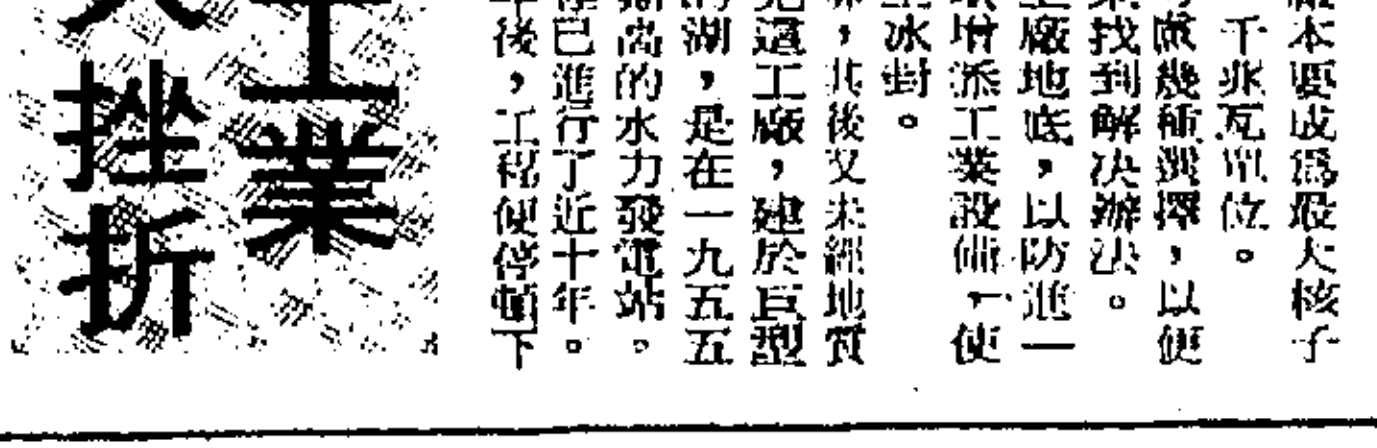 本要成爲最大核子
千兆瓦單位。
慮幾種選擇，以便
找到解决辦法。
廠地底，以防進一
增添工業設備，使
冰封。
，其後又未經地質
這工廠，建於巨型
湖，是在一九五五
的水力發電站。
已進行了近十年。
後，工程便停頓下
工業
挫折